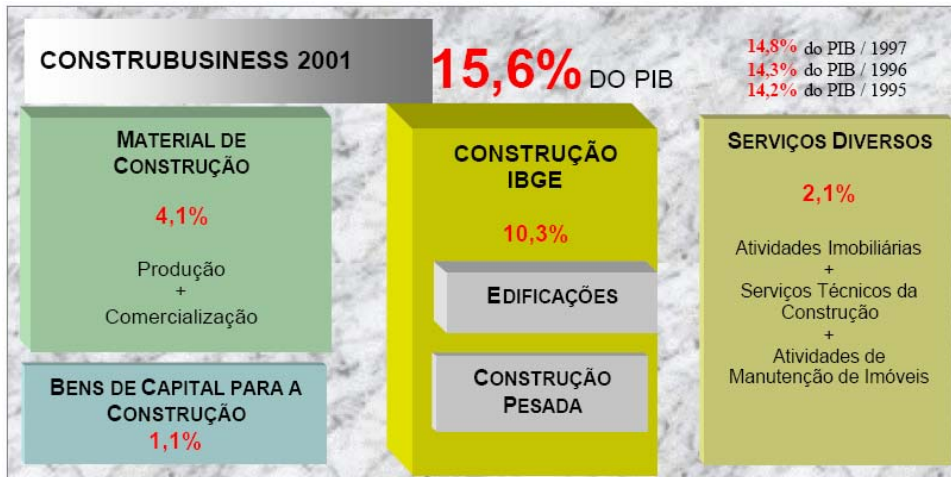 CONSTRUBUSINESS 2001
15,6% DO PIB
14,8% do PIB / 1997
14,3% do PIB / 1996
14,2% do PIB / 1995
MATERIAL DE
CONSTRUÇÃO
4,1%
Produção
+
Comercialização
BENS DE CAPITAL PARA A
CONSTRUÇÃO
1,1%
CONSTRUÇÃO
IBGE
10,3%
EDIFICAÇÕES
CONSTRUÇÃO
PESADA
SERVIÇOS DIVERSOS
2,1%
Atividades Imobiliárias
+
Serviços Técnicos da
Construção
+
Atividades de
Manutenção de Imóveis